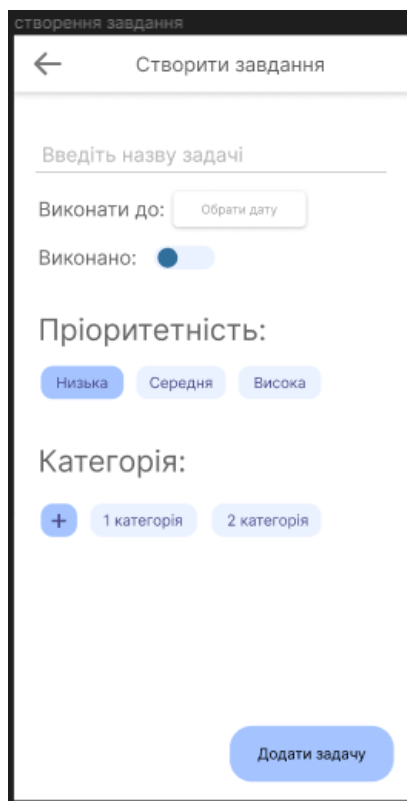 створення завдання
Створити завдання
Введіть назву задачі
Виконати до: Обрати дату
Виконано:
Пріоритетність:
Низька Середня Висока
Категорія:
+ 1 категорія 2 категорія
Додати задачу